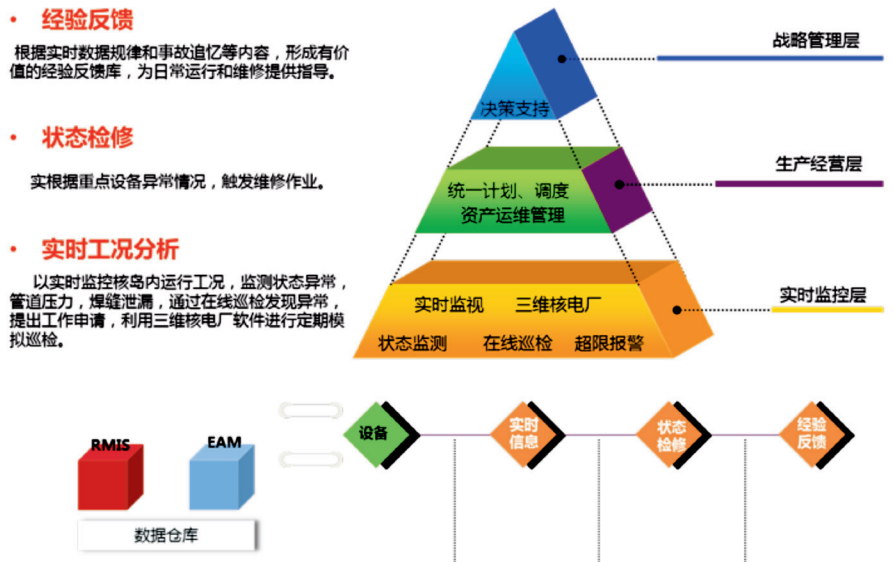 • 经验反馈
根据实时数据规律和事故追忆等内容，形成有价
值的经验反馈库，为日常运行和维修提供指导。
• 状态检修
实根据重点设备异常情况，触发维修作业。
• 实时工况分析
以实时监控核岛内运行工况，监测状态异常，
管道压力，焊缝泄漏，通过在线巡检发现异常，
提出工作申请，利用三维核电厂软件进行定期模
拟巡检。
战略管理层
决策支持
生产经营层
统一计划、调度
资产运维管理
实时监控层
实时监视 三维核电厂
状态监测 在线巡检 超限报警
RMIS EAM
数据仓库
设备
实时
信息
状态
检修
经验
反馈